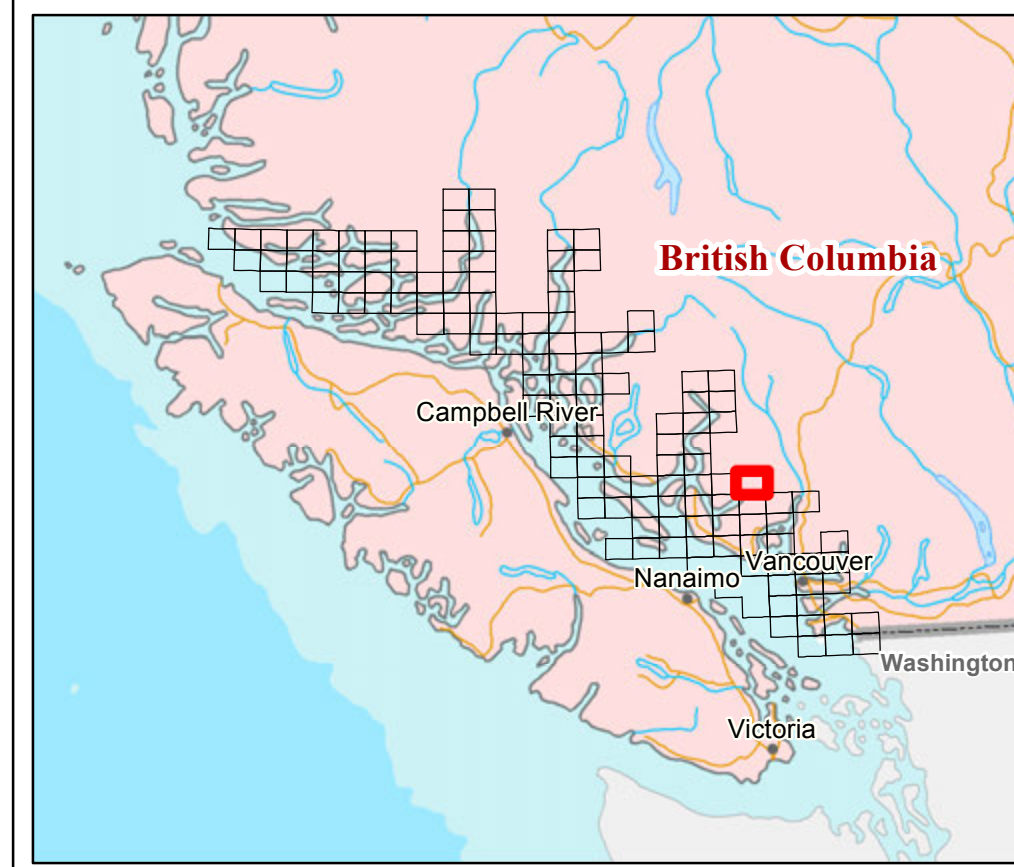 British Columbia
Campbell River
Vancouver
Nanaimo
Washington
Victoria